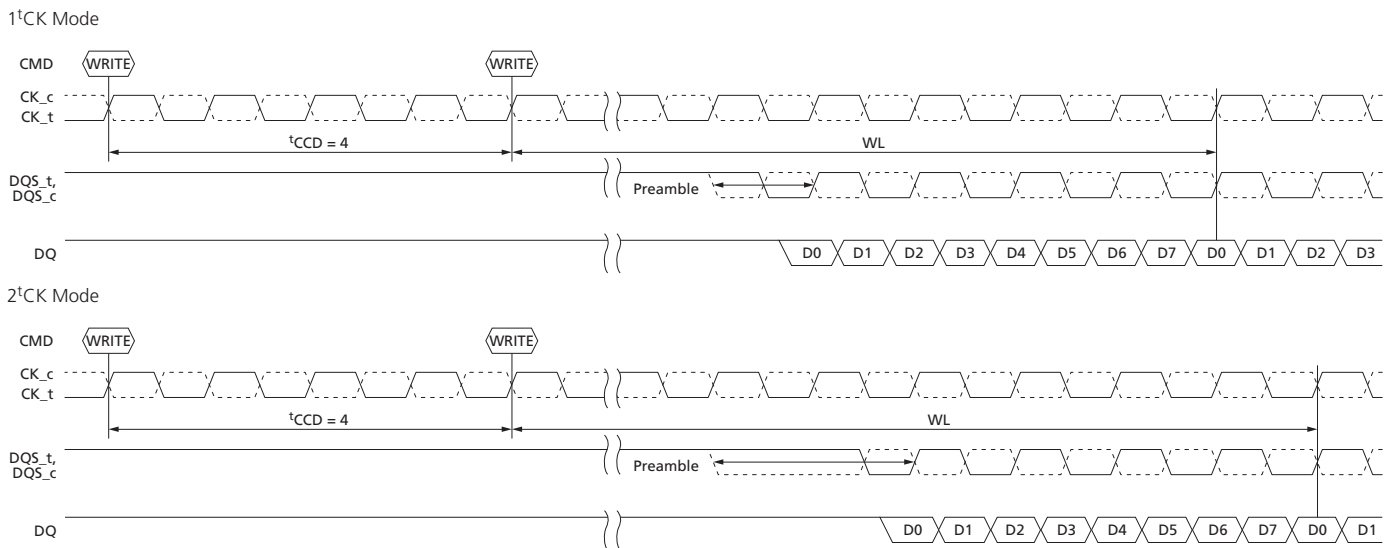 1tCK Mode
CMD WRITE WRITE
CK_c
CK_t
tCCD = 4 WL
DQS_t,
DQS_c
Preamble
DQ D0 D1 D2 D3 D4 D5 D6 D7 D0 D1 D2 D3
2tCK Mode
CMD WRITE WRITE
CK_c
CK_t
tCCD = 4 WL
DQS_t,
DQS_c
Preamble
DQ D0 D1 D2 D3 D4 D5 D6 D7 D0 D1